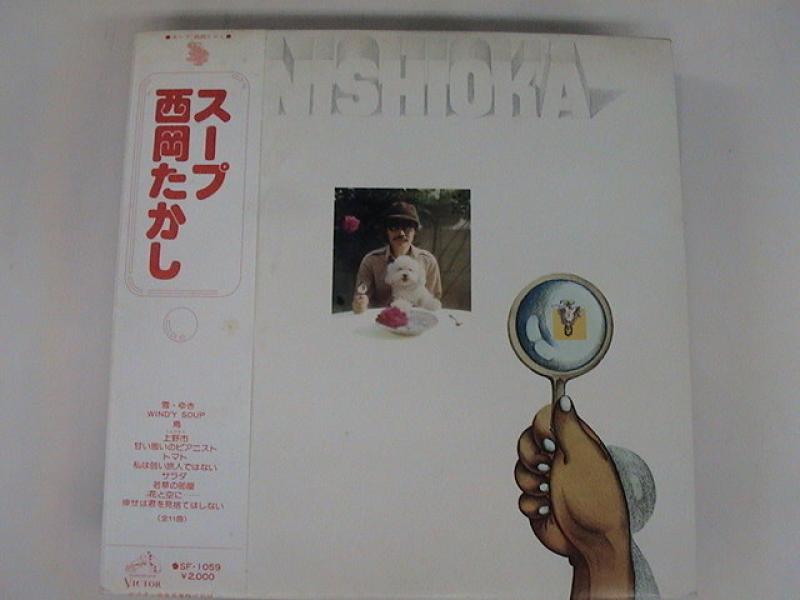 NISHIOKA
スープ
西岡たかし
雪・ゆき
WINDY SOUP
鳥
上野市
甘い唄いのピアニスト
トマト
私は弱い旅人ではない
サラダ
若草の部屋
花と空に……
幸せは君を見捨てはしない
(全11曲)
VICTOR
●SF-1059
¥2,000